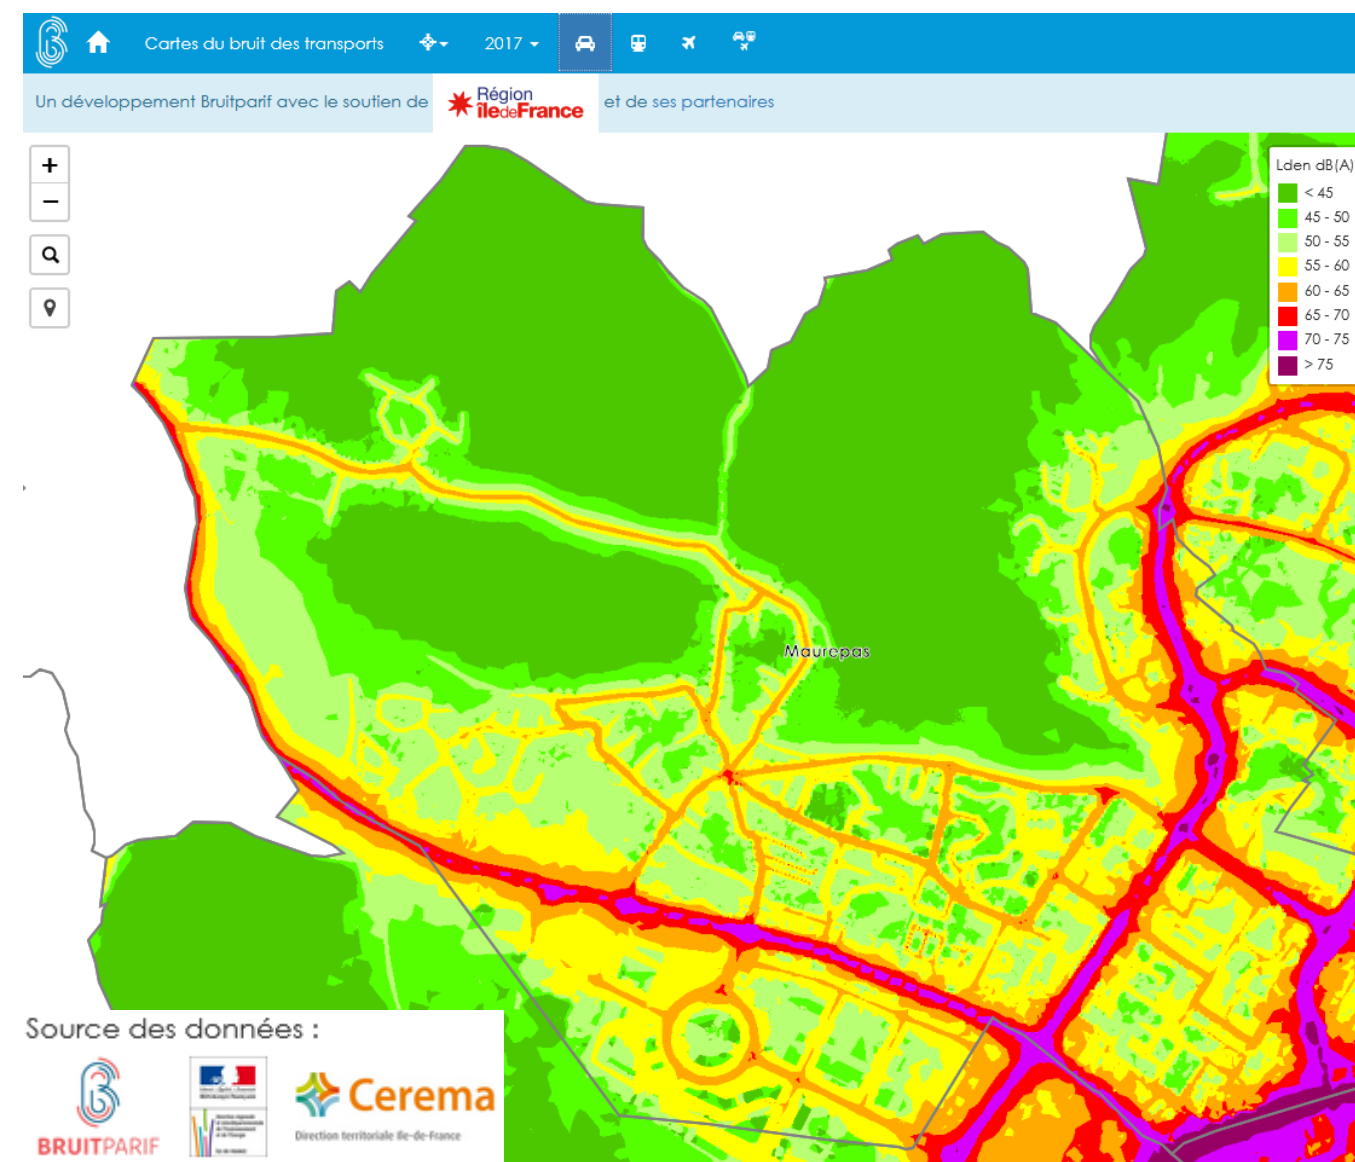 Cartes du bruit des transports
2017
Un développement Bruitparif avec le soutien de
Région
îledeFrance
et de ses partenaires
+
−
Lden dB(A)
< 45
45 - 50
50 - 55
55 - 60
60 - 65
65 - 70
70 - 75
> 75
Maurepas
Source des données :
BRUITPARIF
Cerema
Direction territoriale Ile-de-France